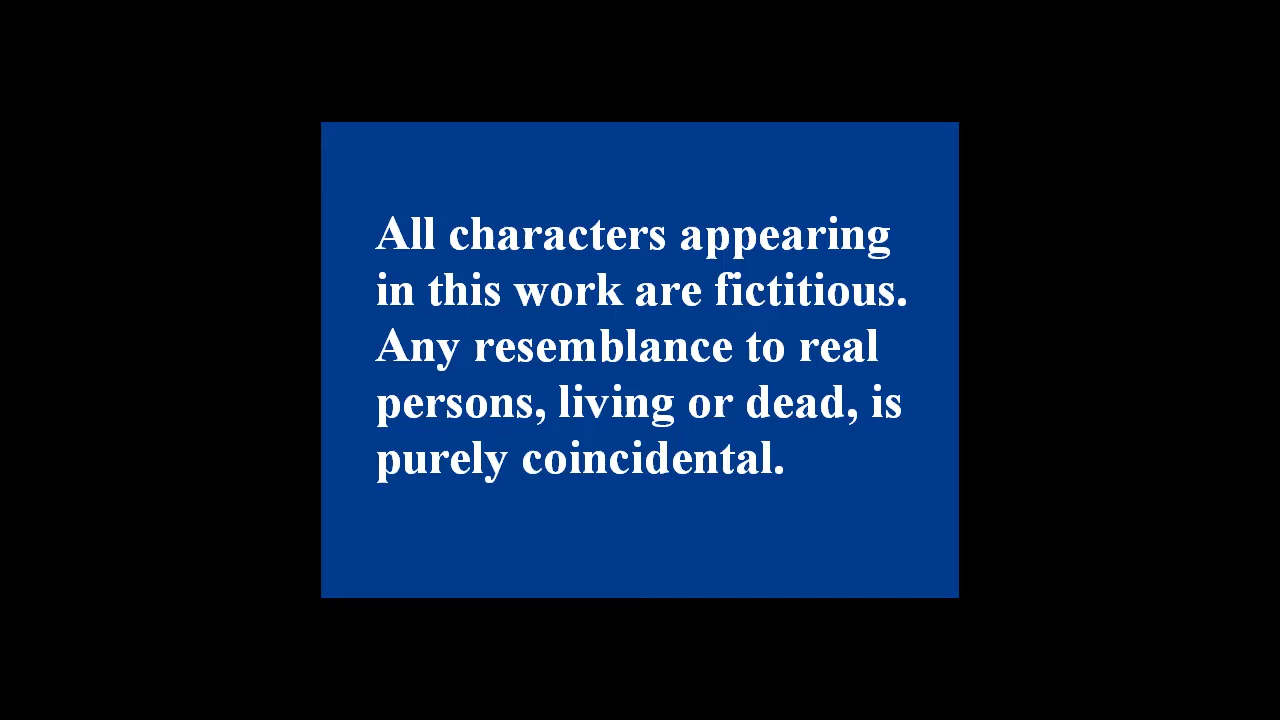 All characters appearing
in this work are fictitious.
Any resemblance to real
persons, living or dead, is
purely coincidental.